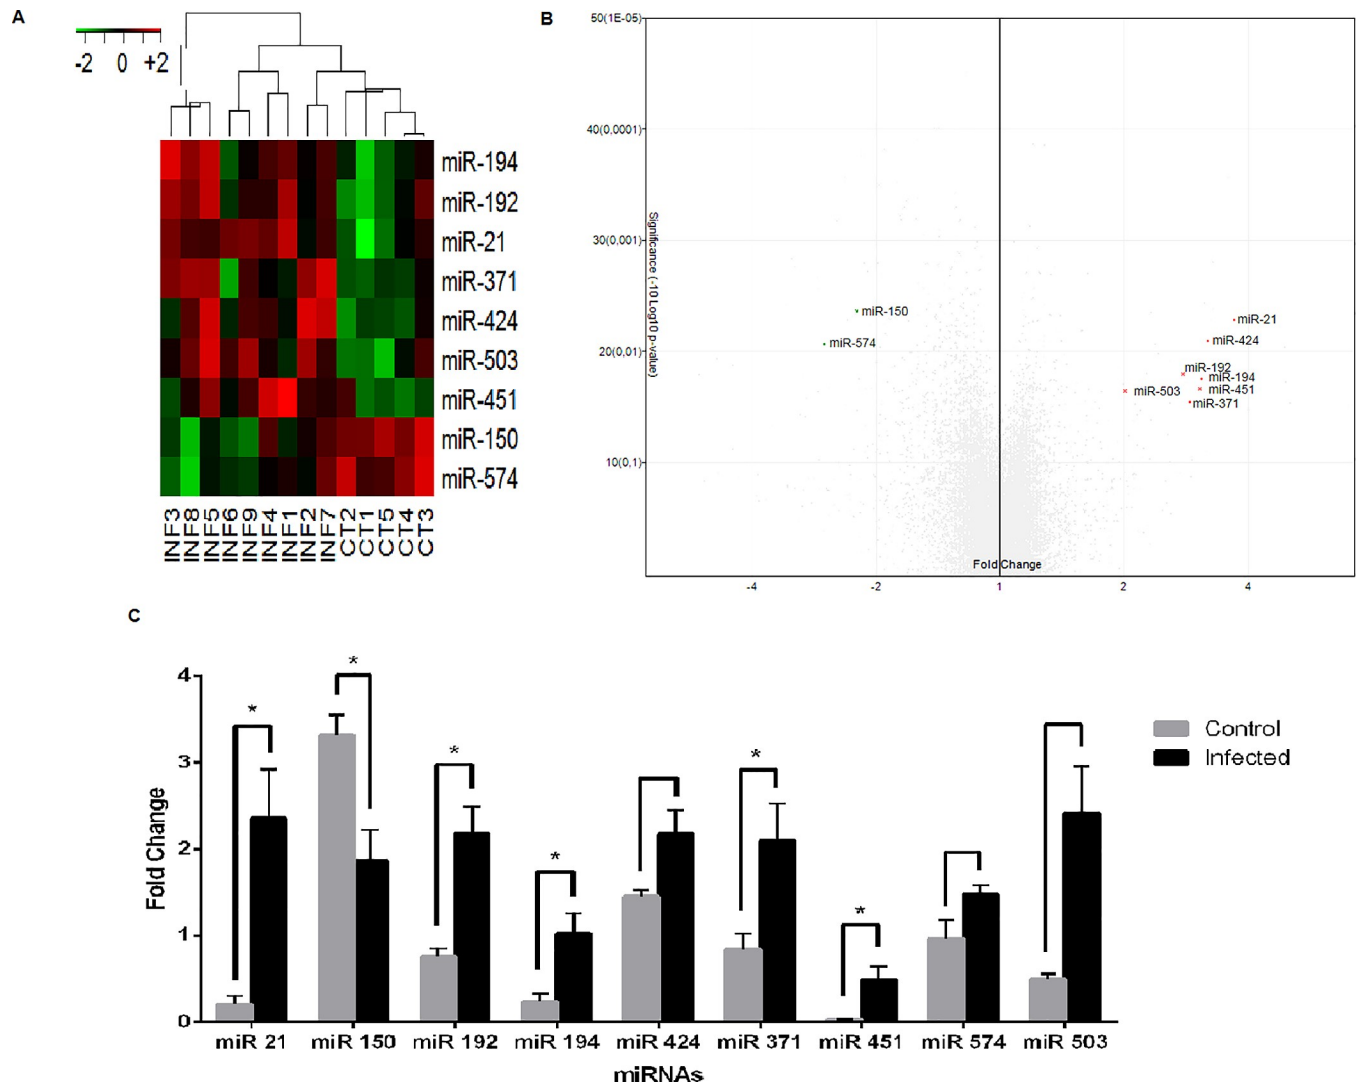 A
-2 0 +2
miR-194
miR-192
miR-21
miR-371
miR-424
miR-503
miR-451
miR-150
miR-574
INF3 INF8 INF5 INF6 INF9 INF4 INF1 INF2 INF7 CT2 CT1 CT5 CT4 CT3
B
50(1E-05)
40(0,0001)
30(0,001)
20(0,01)
10(0,1)
Significance (-10 Log10 p-value)
miR-150
miR-574
miR-21
miR-424
miR-192
miR-194
miR-503
miR-451
miR-371
Fold Change
-4 -2 1 2 4
C
4
3
2
1
0
Fold Change
* * * * * *
Control
Infected
miR 21 miR 150 miR 192 miR 194 miR 424 miR 371 miR 451 miR 574 miR 503
miRNAs